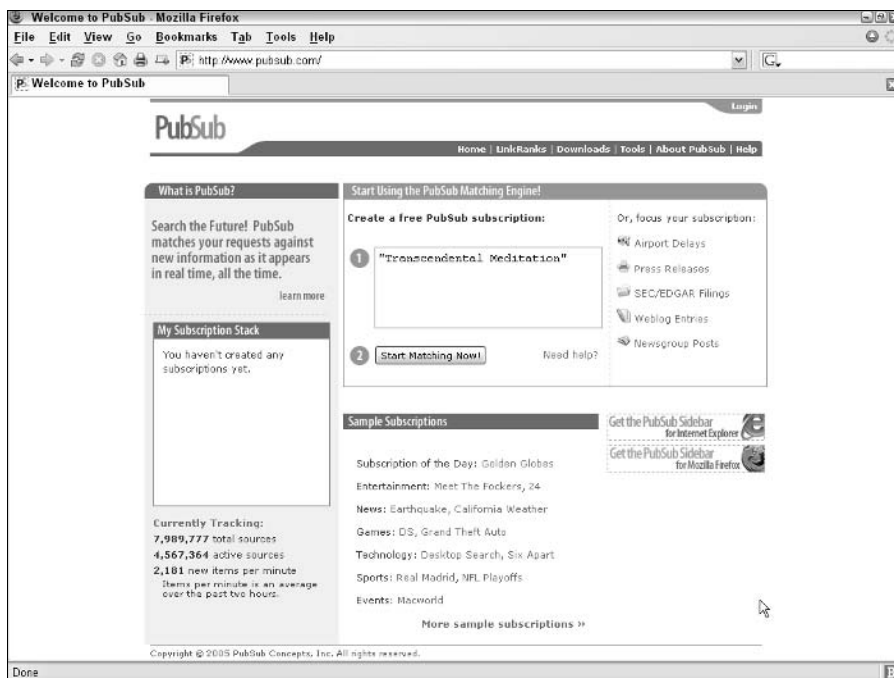 Welcome to PubSub - Mozilla Firefox
File Edit View Go Bookmarks Tab Tools Help
http://www.pubsub.com/
G
Welcome to PubSub
Login
PubSub
Home | LinkRanks | Downloads | Tools | About PubSub | Help
What is PubSub?
Search the Future! PubSub
matches your requests against
new information as it appears
in real time, all the time.
learn more
My Subscription Stack
You haven't created any
subscriptions yet.
Currently Tracking:
7,989,777 total sources
4,567,364 active sources
2,181 new items per minute
Items per minute is an average
over the past two hours.
Start Using the PubSub Matching Engine!
Create a free PubSub subscription:
1
"Transcendental Meditation"
2
Start Matching Now!
Need help?
Or, focus your subscription:
Airport Delays
Press Releases
SEC/EDGAR Filings
Weblog Entries
Newsgroup Posts
Sample Subscriptions
Subscription of the Day: Golden Globes
Entertainment: Meet The Fockers, 24
News: Earthquake, California Weather
Games: DS, Grand Theft Auto
Technology: Desktop Search, Six Apart
Sports: Real Madrid, NFL Playoffs
Events: Macworld
More sample subscriptions »
Get the PubSub Sidebar
for Internet Explorer
Get the PubSub Sidebar
for Mozilla Firefox
Copyright © 2005 PubSub Concepts, Inc. All rights reserved.
Done